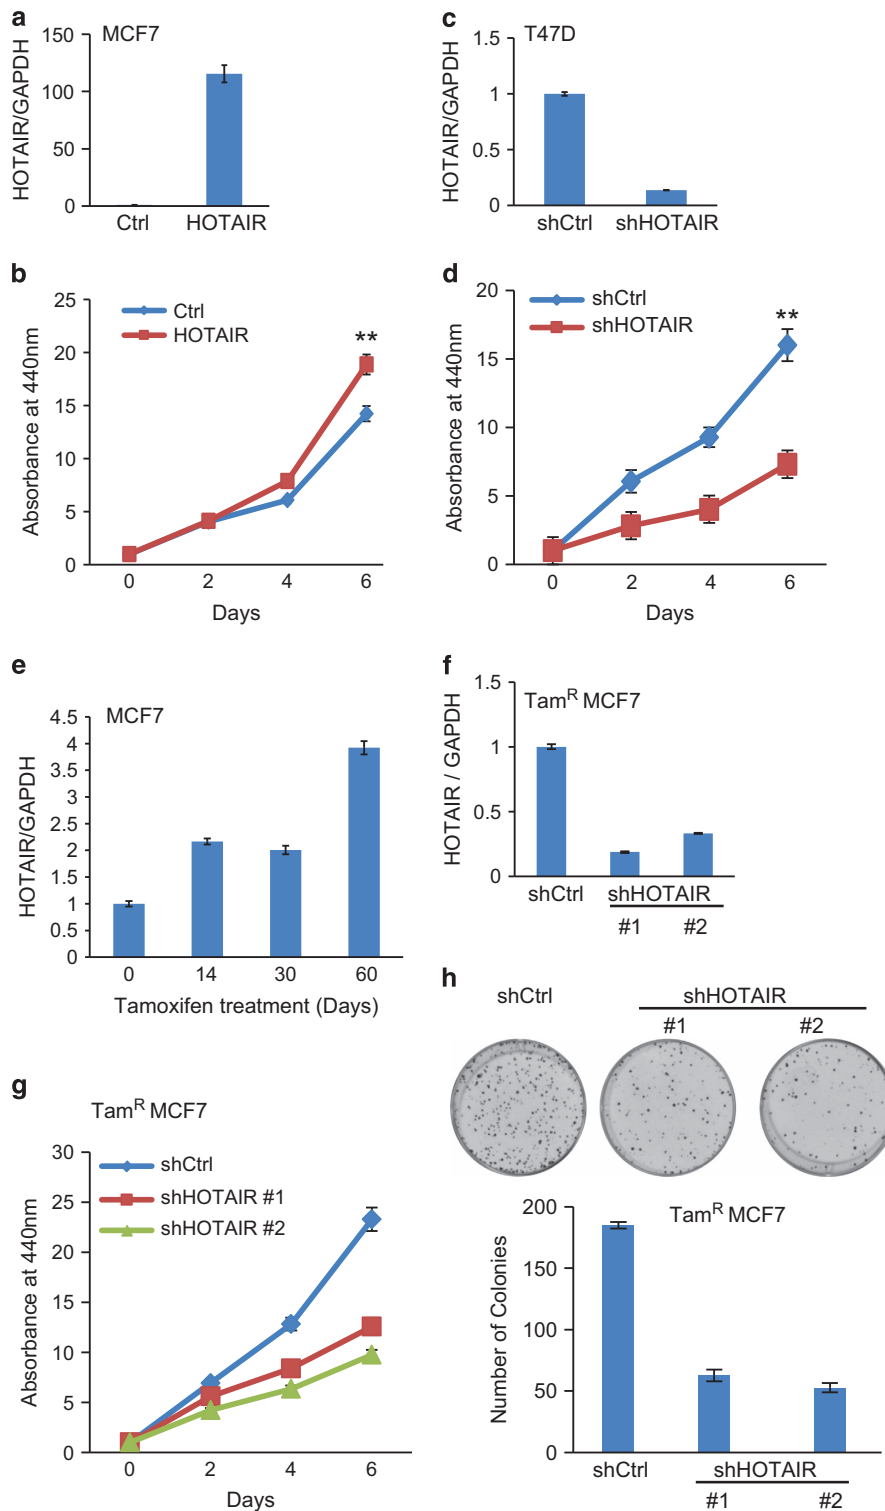 a
MCF7
HOTAIR/GAPDH
150
100
50
0
Ctrl HOTAIR
c
T47D
HOTAIR/GAPDH
1.5
1
0.5
0
shCtrl shHOTAIR
b
Ctrl
HOTAIR
**
Absorbance at 440nm
25
20
15
10
5
0
0 2 4 6
Days
d
shCtrl
shHOTAIR
**
Absorbance at 440nm
20
15
10
5
0
0 2 4 6
Days
e
MCF7
HOTAIR/GAPDH
4.5
4
3.5
3
2.5
2
1.5
1
0.5
0
0 14 30 60
Tamoxifen treatment (Days)
f
Tam^R MCF7
HOTAIR / GAPDH
1.5
1
0.5
0
shCtrl shHOTAIR
#1 #2
g
Tam^R MCF7
shCtrl
shHOTAIR #1
shHOTAIR #2
Absorbance at 440nm
30
25
20
15
10
5
0
0 2 4 6
Days
h
shCtrl shHOTAIR
#1 #2
Tam^R MCF7
Number of Colonies
200
150
100
50
0
shCtrl shHOTAIR
#1 #2